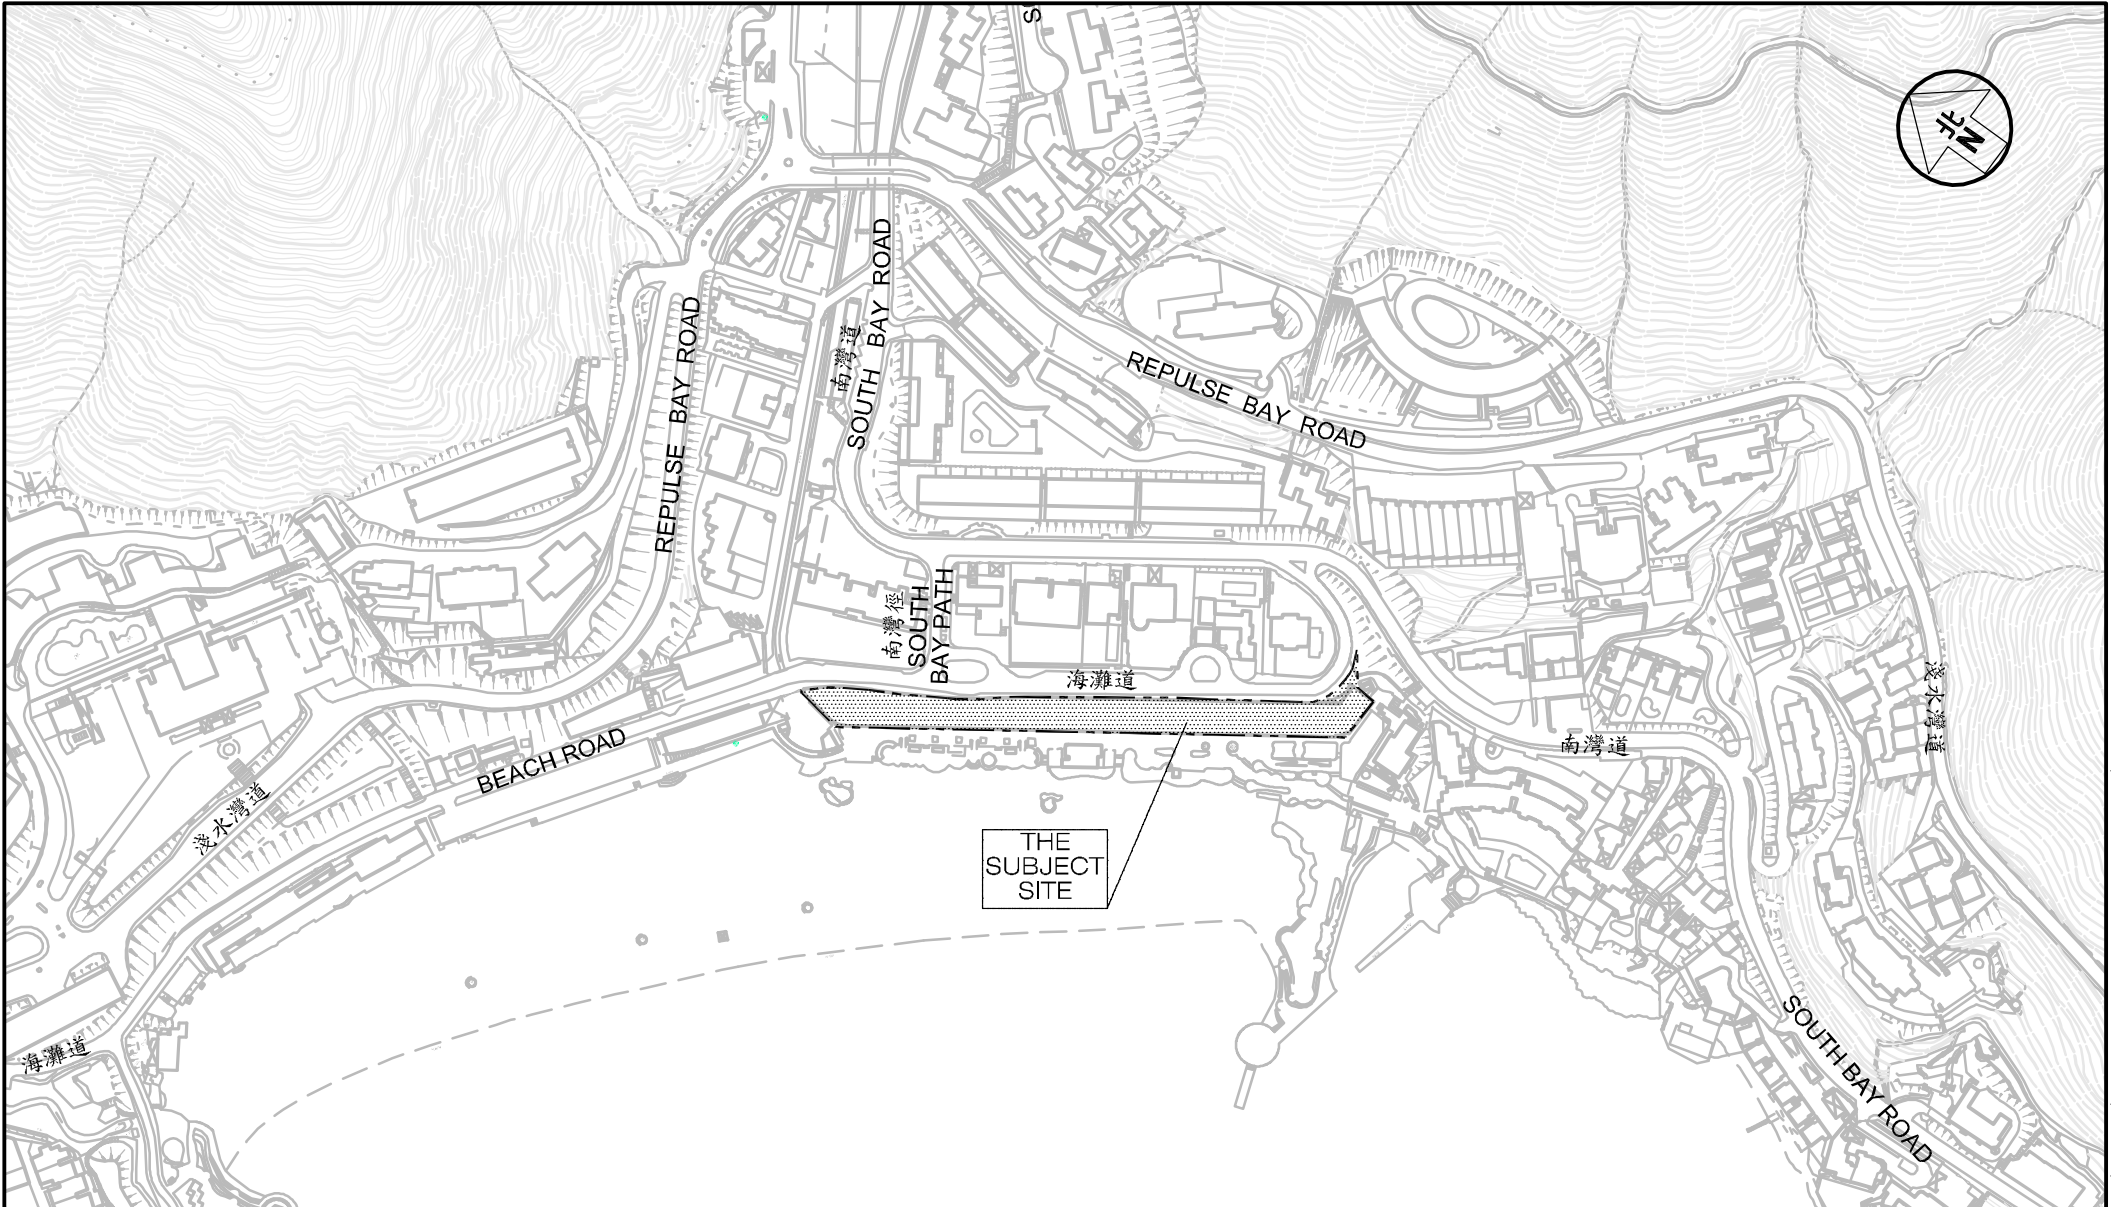 北
N
REPULSE BAY ROAD
南灣道
SOUTH BAY ROAD
REPULSE BAY ROAD
南灣徑
SOUTH
BAY PATH
海灘道
淺水灣道
南灣道
BEACH ROAD
淺水灣道
THE
SUBJECT
SITE
海灘道
SOUTH BAY ROAD